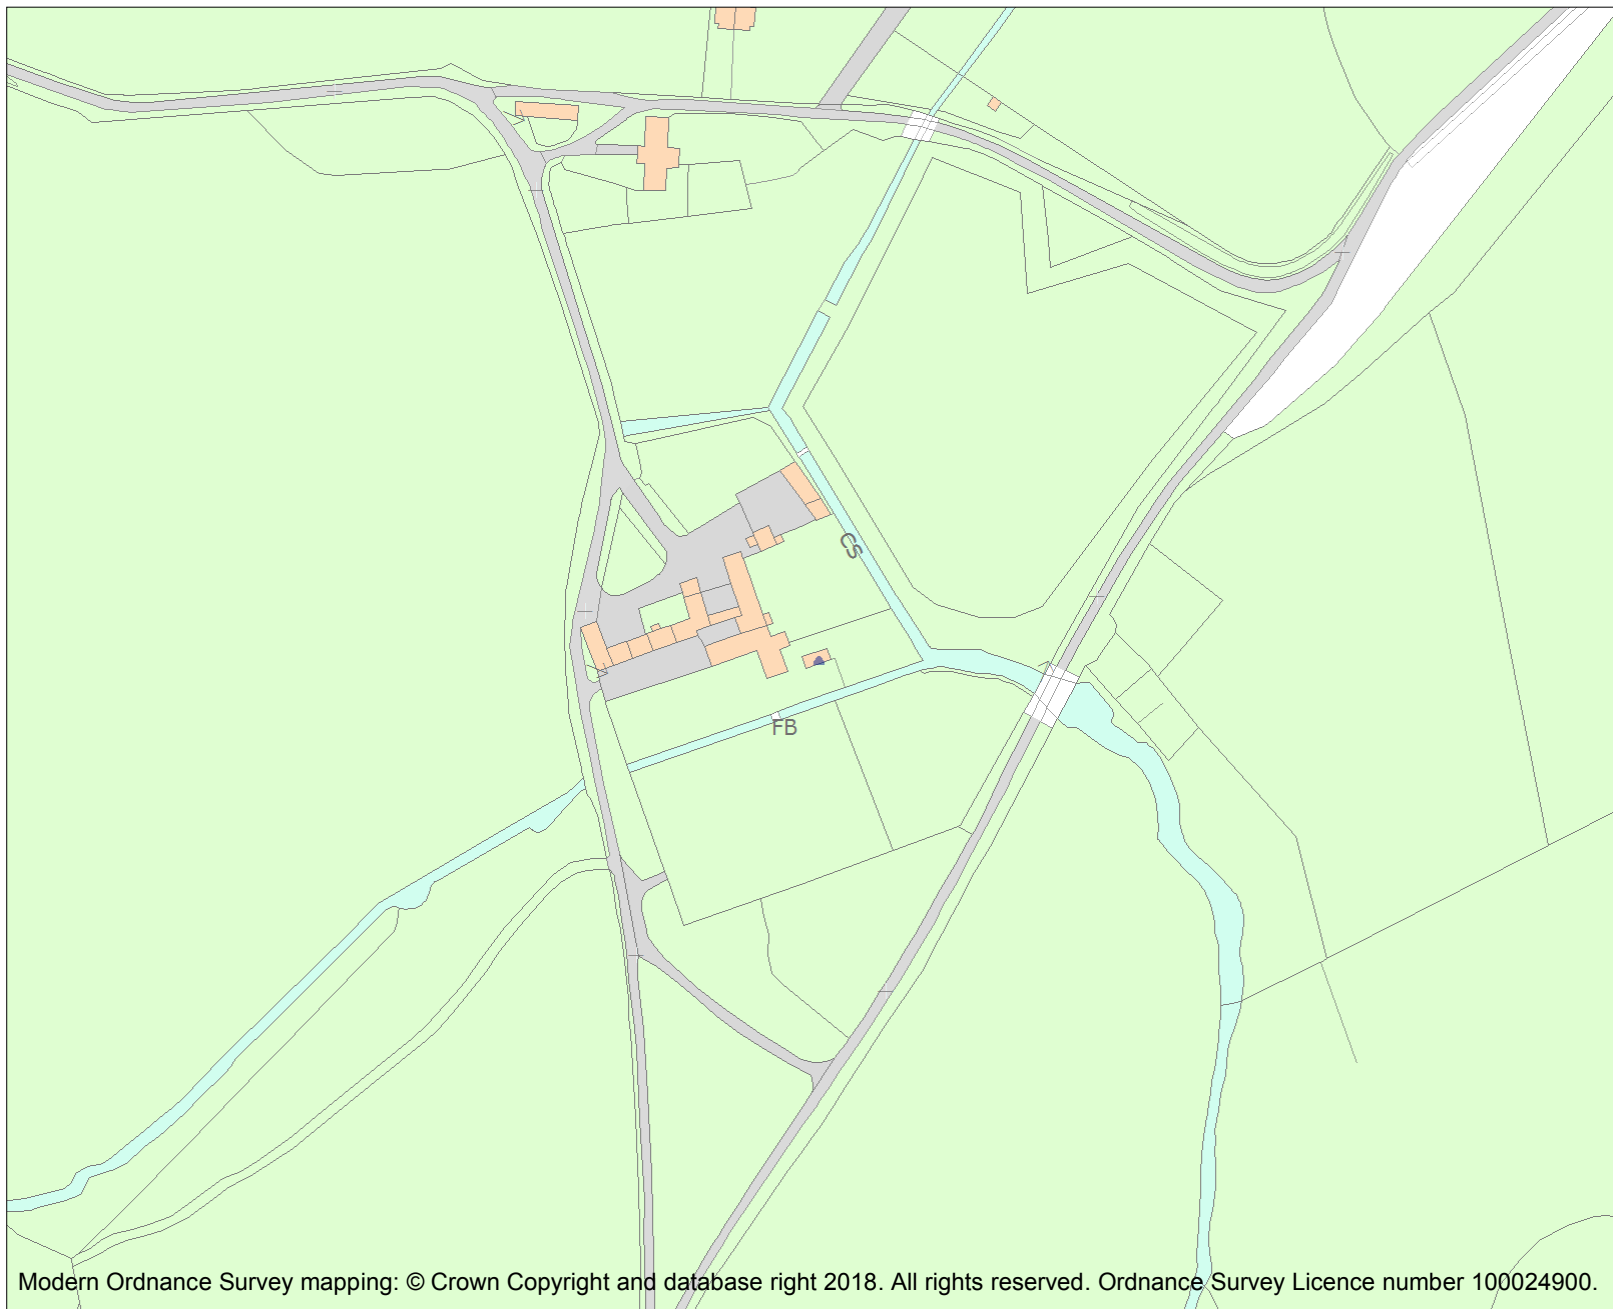 CS
FB
Modern Ordnance Survey mapping: © Crown Copyright and database right 2018. All rights reserved. Ordnance Survey Licence number 100024900.